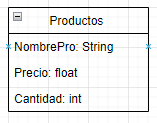 Productos
NombrePro: String
Precio: float
Cantidad: int